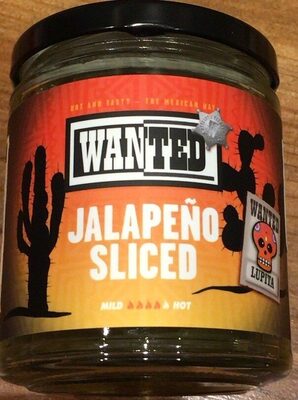 HOT AND TASTY - THE MEXICAN WAY
WANTED
JALAPEÑO
SLICED
MILD HOT
WANTED
LUPITA